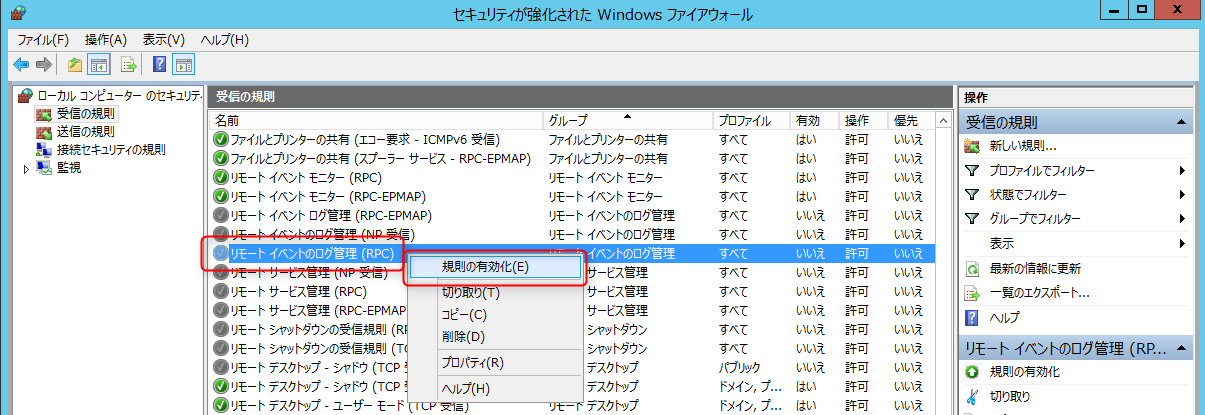 セキュリティが強化された Windows ファイアウォール
ファイル(F) 操作(A) 表示(V) ヘルプ(H)
ローカル コンピューター のセキュリティ
受信の規則
送信の規則
接続セキュリティの規則
監視
受信の規則
名前 グループ プロファイル 有効 操作 優先
ファイルとプリンターの共有 (エコー要求 - ICMPv6 受信) ファイルとプリンターの共有 すべて はい 許可 いいえ
ファイルとプリンターの共有 (スプーラー サービス - RPC-EPMAP) ファイルとプリンターの共有 すべて はい 許可 いいえ
リモート イベント モニター (RPC) リモート イベント モニター すべて はい 許可 いいえ
リモート イベント モニター (RPC-EPMAP) リモート イベント モニター すべて はい 許可 いいえ
リモート イベント ログ管理 (RPC-EPMAP) リモート イベントのログ管理 すべて いいえ 許可 いいえ
リモート イベントのログ管理 (NP 受信) リモート イベントのログ管理 すべて いいえ 許可 いいえ
リモート イベントのログ管理 (RPC) イベントのログ管理 すべて いいえ 許可 いいえ
リモート サービス管理 (NP 受信) サービス管理 すべて いいえ 許可 いいえ
リモート サービス管理 (RPC) サービス管理 すべて いいえ 許可 いいえ
リモート サービス管理 (RPC-EPMAP サービス管理 すべて いいえ 許可 いいえ
リモート シャットダウンの受信規則 (RP シャットダウン すべて いいえ 許可 いいえ
リモート シャットダウンの受信規則 (TC シャットダウン すべて いいえ 許可 いいえ
リモート デスクトップ - シャドウ (TCP 受 デスクトップ パブリック いいえ 許可 いいえ
リモート デスクトップ - シャドウ (TCP 受 デスクトップ ドメイン, プ... はい 許可 いいえ
リモート デスクトップ - ユーザー モード (TCP 受信) リモート デスクトップ ドメイン, プ... はい 許可 いいえ
規則の有効化(E)
切り取り(T)
コピー(C)
削除(D)
プロパティ(R)
ヘルプ(H)
操作
受信の規則
新しい規則...
プロファイルでフィルター
状態でフィルター
グループでフィルター
表示
最新の情報に更新
一覧のエクスポート...
ヘルプ
リモート イベントのログ管理 (RP...
規則の有効化
切り取り